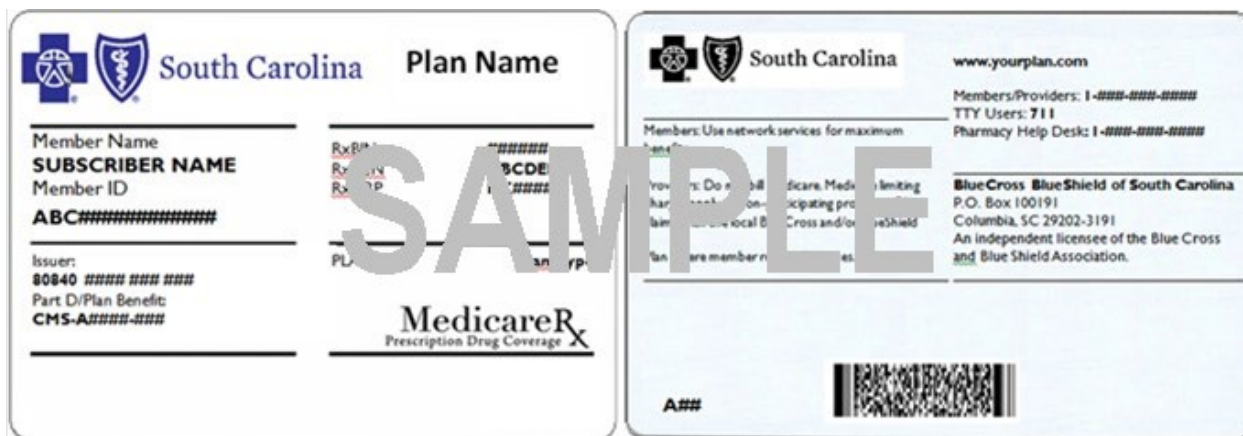 South Carolina
Plan Name
Member Name
SUBSCRIBER NAME
Member ID
ABC##############
RxBIN
######
Issuer:
80840 #### ### ###
Part D/Plan Benefit:
CMS-A####-###
MedicareRx
Prescription Drug Coverage
South Carolina
www.yourplan.com
Members/Providers: 1-###-###-####
TTY Users: 711
Pharmacy Help Desk: 1-###-###-####
Members: Use network services for maximum
BlueCross BlueShield of South Carolina
P.O. Box 100191
Columbia, SC 29202-3191
An independent licensee of the Blue Cross
and Blue Shield Association.
A##
SAMPLE